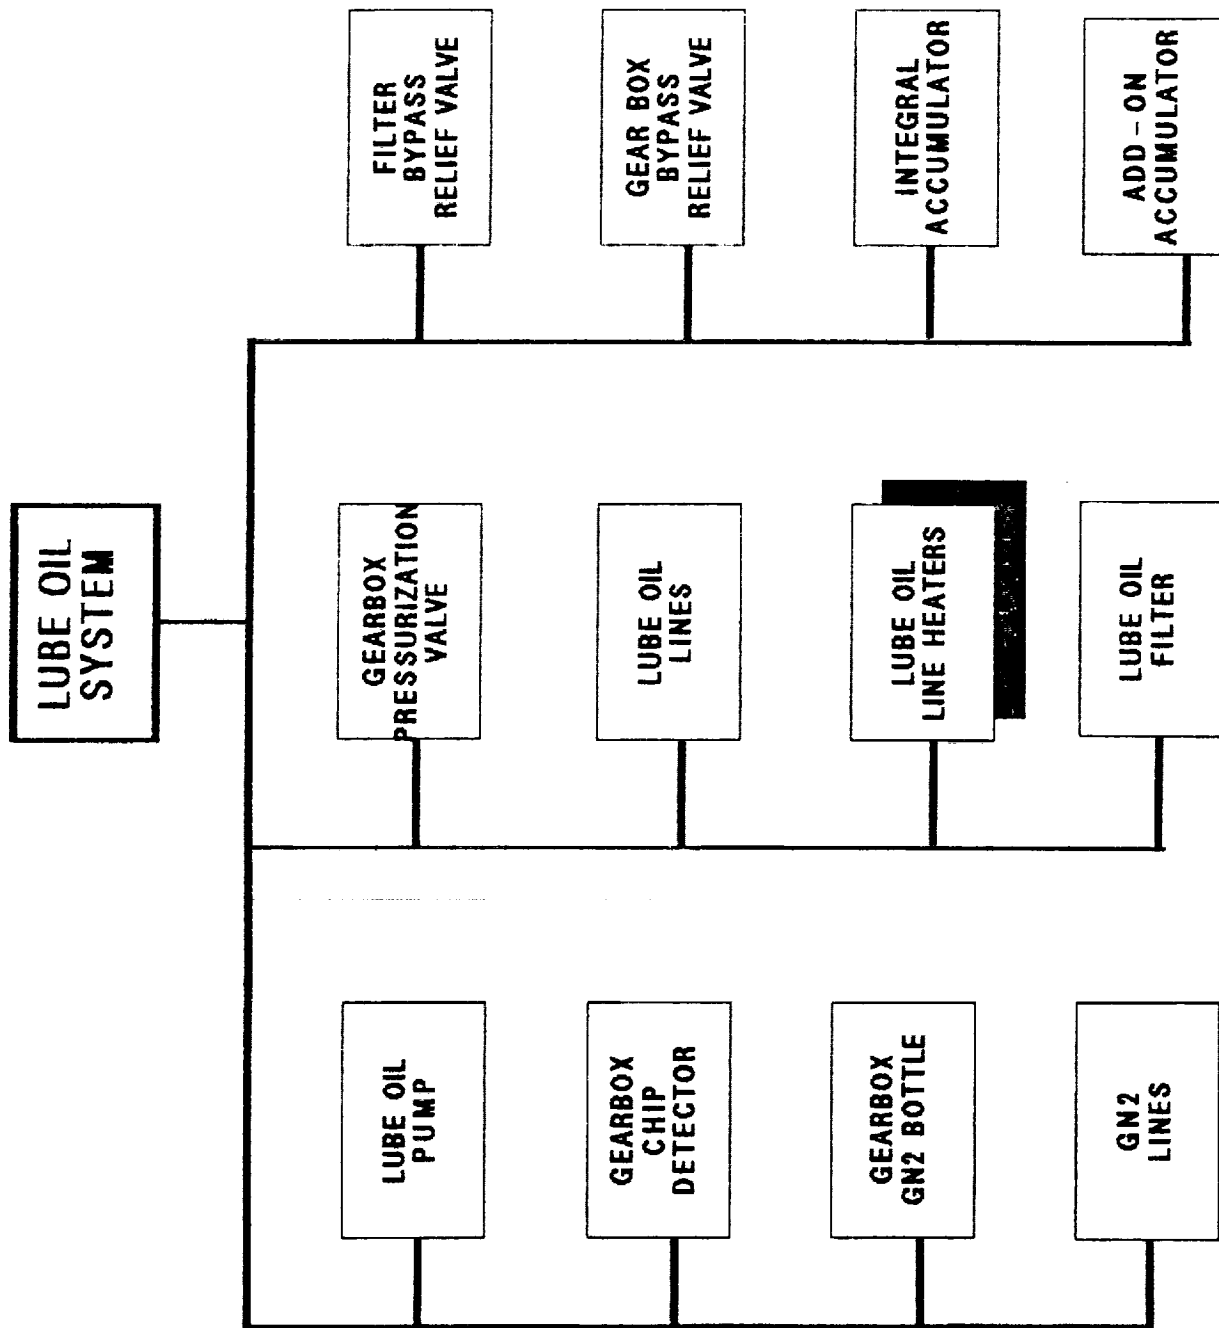 LUBE OIL
SYSTEM
LUBE OIL
PUMP
GEARBOX
CHIP
DETECTOR
GEARBOX
GN2 BOTTLE
GN2
LINES
GEARBOX
PRESSURIZATION
VALVE
LUBE OIL
LINES
LUBE OIL
LINE HEATERS
LUBE OIL
FILTER
FILTER
BYPASS
RELIEF VALVE
GEAR BOX
BYPASS
RELIEF VALVE
INTEGRAL
ACCUMULATOR
ADD-ON
ACCUMULATOR